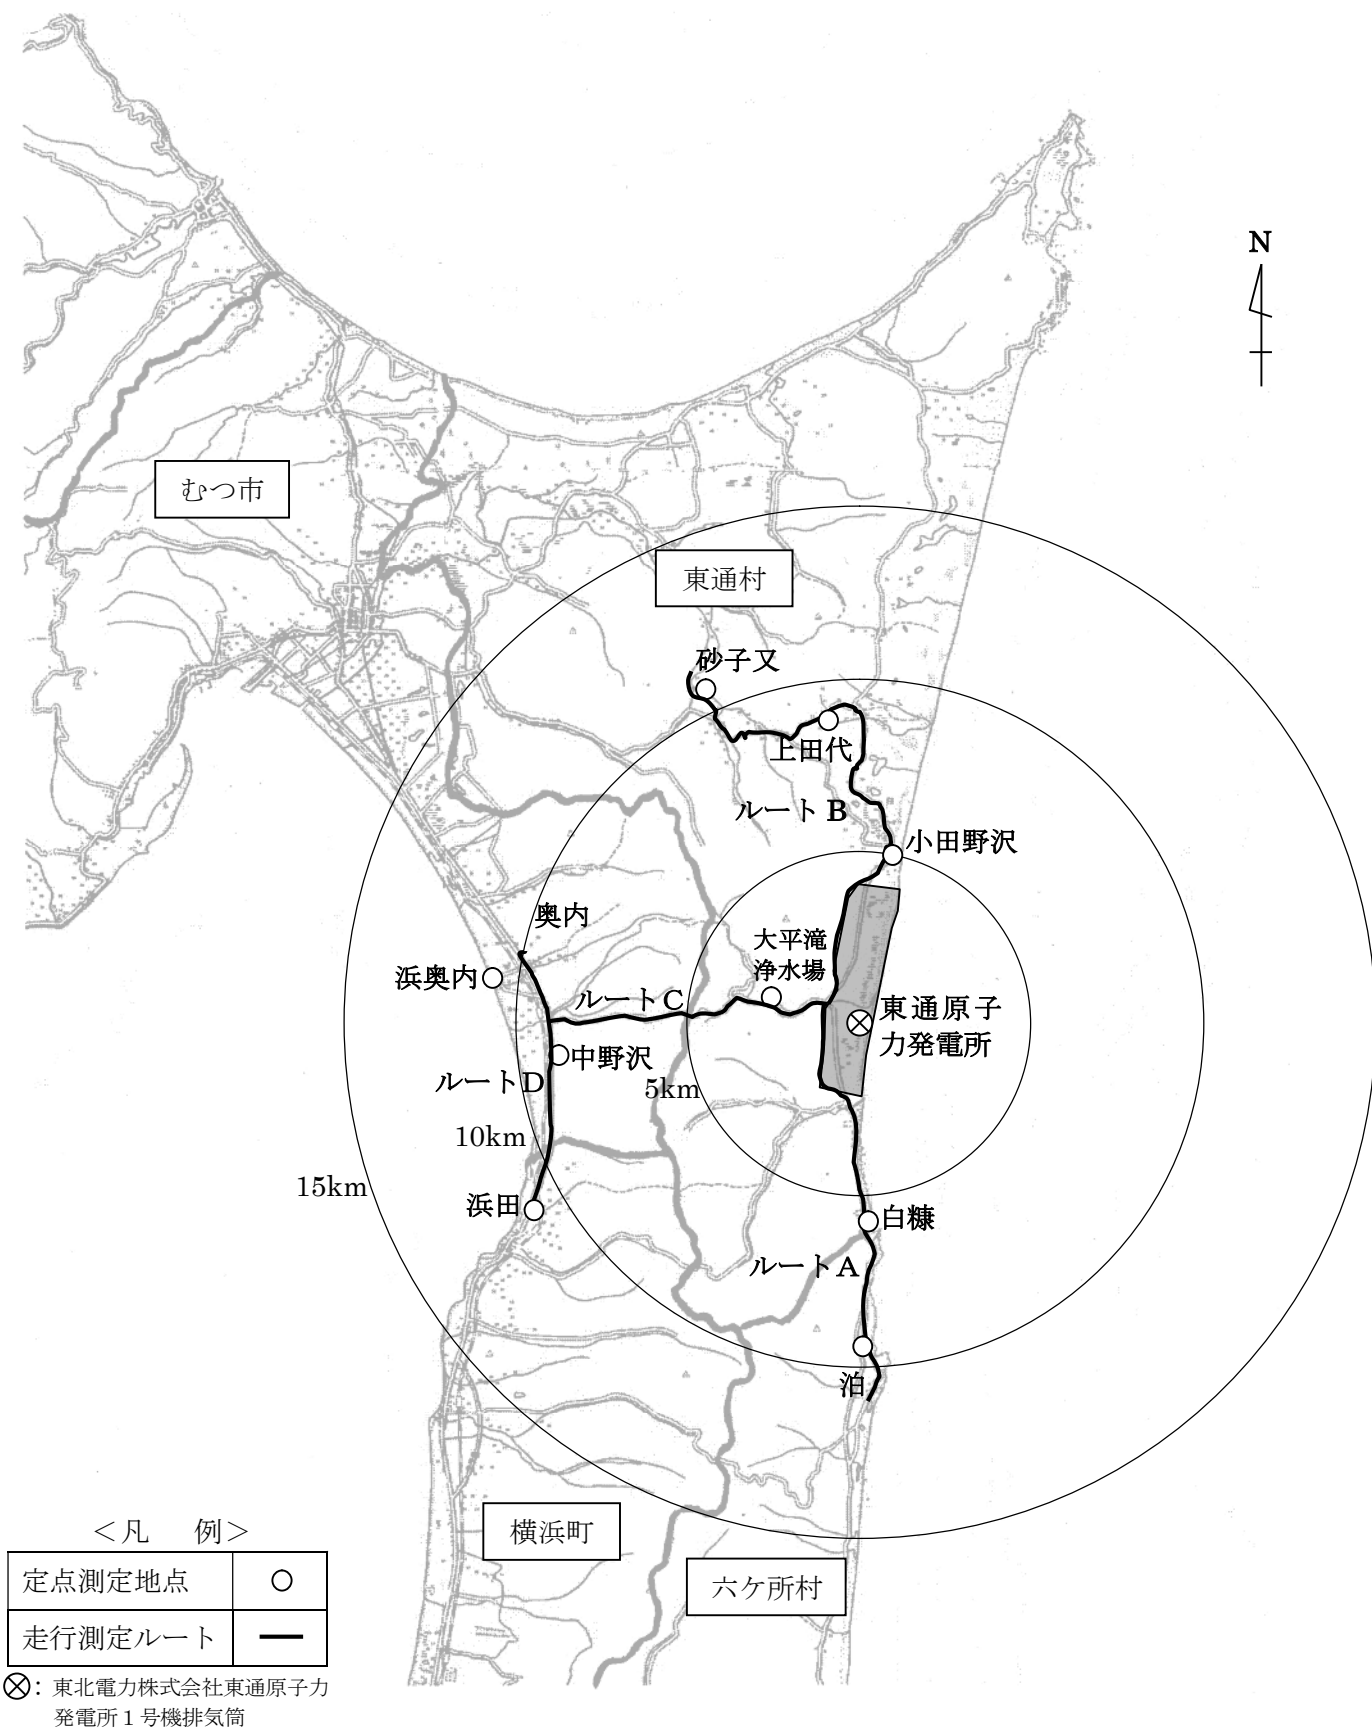 N
むつ市
東通村
砂子又
上田代
ルート B
小田野沢
奥内
大平滝
浄水場
浜奥内
ルートC
東通原子
力発電所
中野沢
ルートD
5km
10km
15km
浜田
白糠
ルートA
泊
横浜町
六ケ所村
＜凡　例＞
定点測定地点 ○
走行測定ルート
⊗：東北電力株式会社東通原子力
発電所１号機排気筒